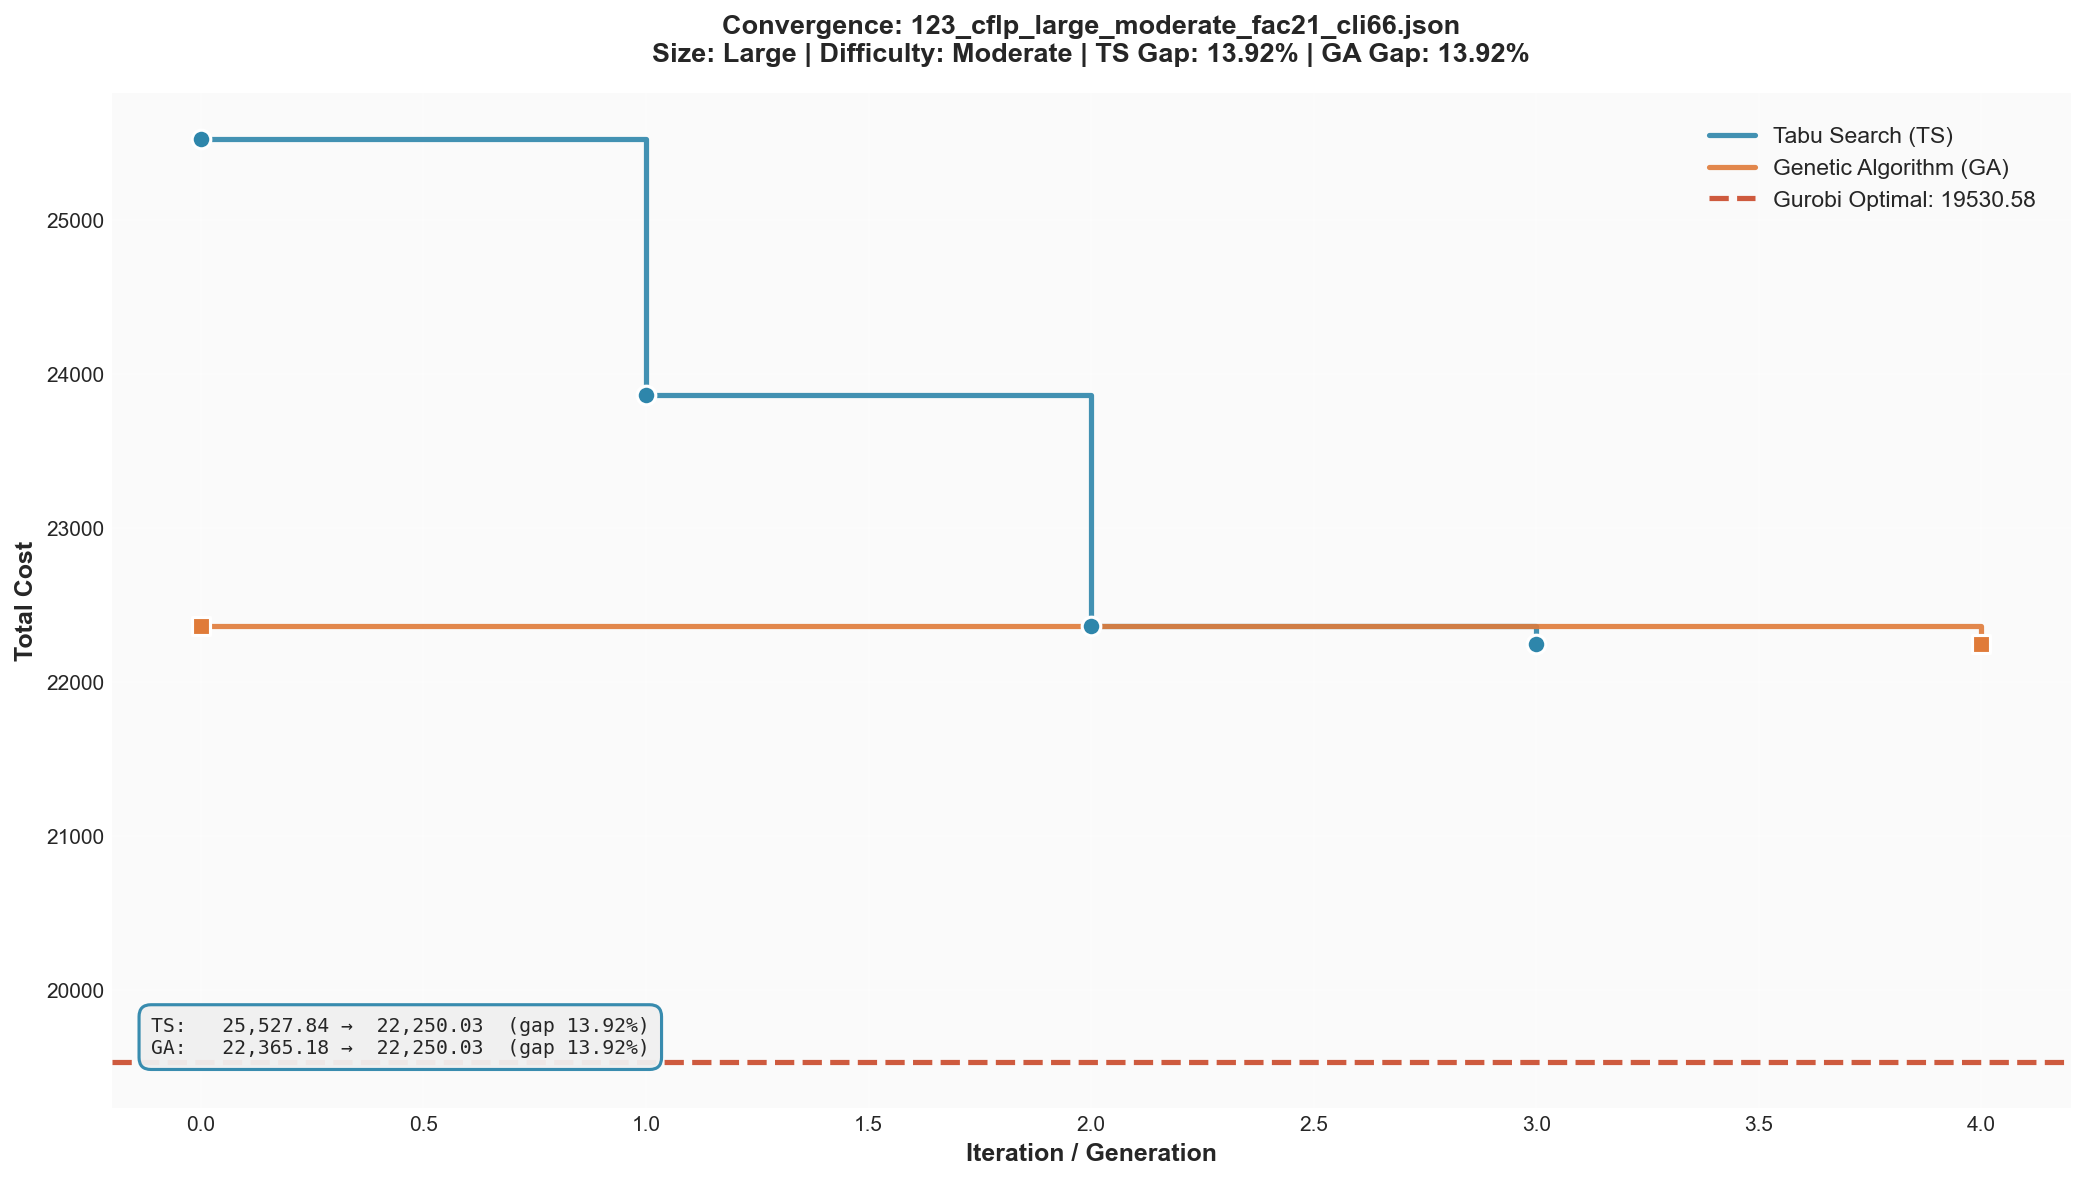 Convergence: 123_cflp_large_moderate_fac21_cli66.json
Size: Large | Difficulty: Moderate | TS Gap: 13.92% | GA Gap: 13.92%
Tabu Search (TS)
Genetic Algorithm (GA)
Gurobi Optimal: 19530.58
Total Cost
25000
24000
23000
22000
21000
20000
TS: 25,527.84 → 22,250.03 (gap 13.92%)
GA: 22,365.18 → 22,250.03 (gap 13.92%)
0.0 0.5 1.0 1.5 2.0 2.5 3.0 3.5 4.0
Iteration / Generation